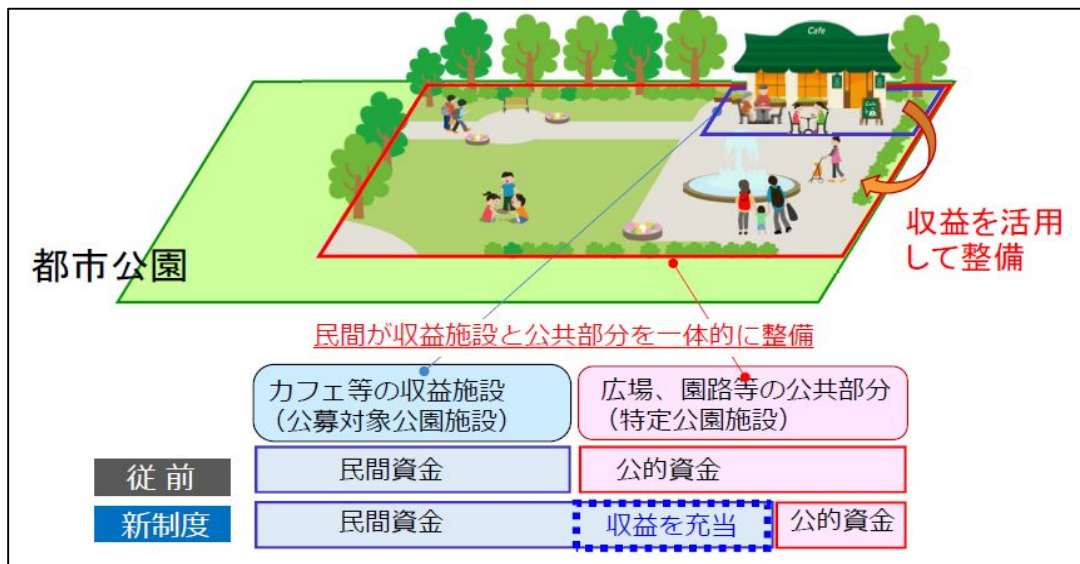 Cafe
Cafe
都市公園
収益を活用
して整備
民間が収益施設と公共部分を一体的に整備
カフェ等の収益施設
（公募対象公園施設）
広場、園路等の公共部分
（特定公園施設）
従 前
民間資金
公的資金
新制度
民間資金
収益を充当
公的資金